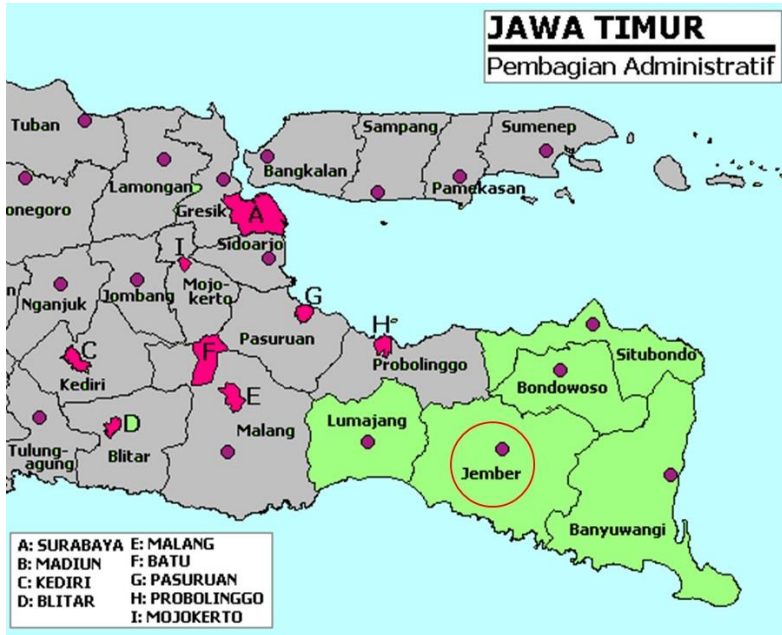 JAWA TIMUR
Pembagian Administratif
Tuban
Lamongan
onegoro
Gresik
A
Bangkalan
Sampang
Pamekasan
Sumenep
I
Sidoarjo
n
Nganjuk
Jombang
Mojo-
kerto
G
Pasuruan
H
Probolinggo
C
Kediri
F
E
Malang
D
Blitar
Tulung-
agung
Lumajang
Jember
Situbondo
Bondowoso
Banyuwangi
A: SURABAYA
B: MADIUN
C: KEDIRI
D: BLITAR
E: MALANG
F: BATU
G: PASURUAN
H: PROBOLINGGO
I: MOJOKERTO